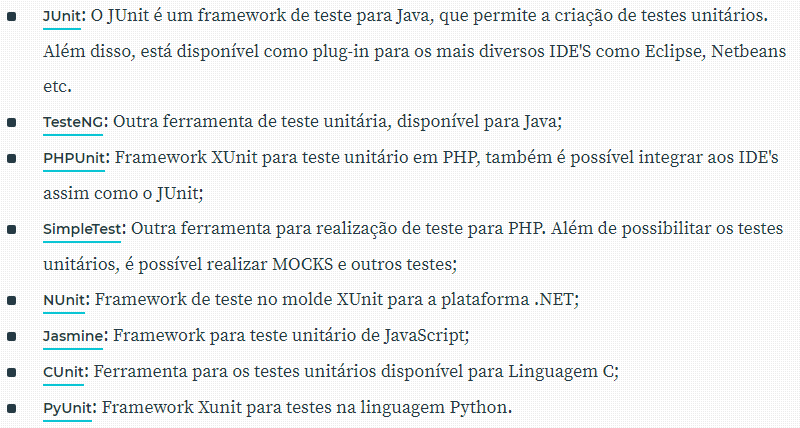 JUnit: O JUnit é um framework de teste para Java, que permite a criação de testes unitários.
Além disso, está disponível como plug-in para os mais diversos IDE'S como Eclipse, Netbeans
etc.
TesteNG: Outra ferramenta de teste unitária, disponível para Java;
PHPUnit: Framework XUnit para teste unitário em PHP, também é possível integrar aos IDE's
assim como o JUnit;
SimpleTest: Outra ferramenta para realização de teste para PHP. Além de possibilitar os testes
unitários, é possível realizar MOCKS e outros testes;
NUnit: Framework de teste no molde XUnit para a plataforma .NET;
Jasmine: Framework para teste unitário de JavaScript;
CUnit: Ferramenta para os testes unitários disponível para Linguagem C;
PyUnit: Framework Xunit para testes na linguagem Python.